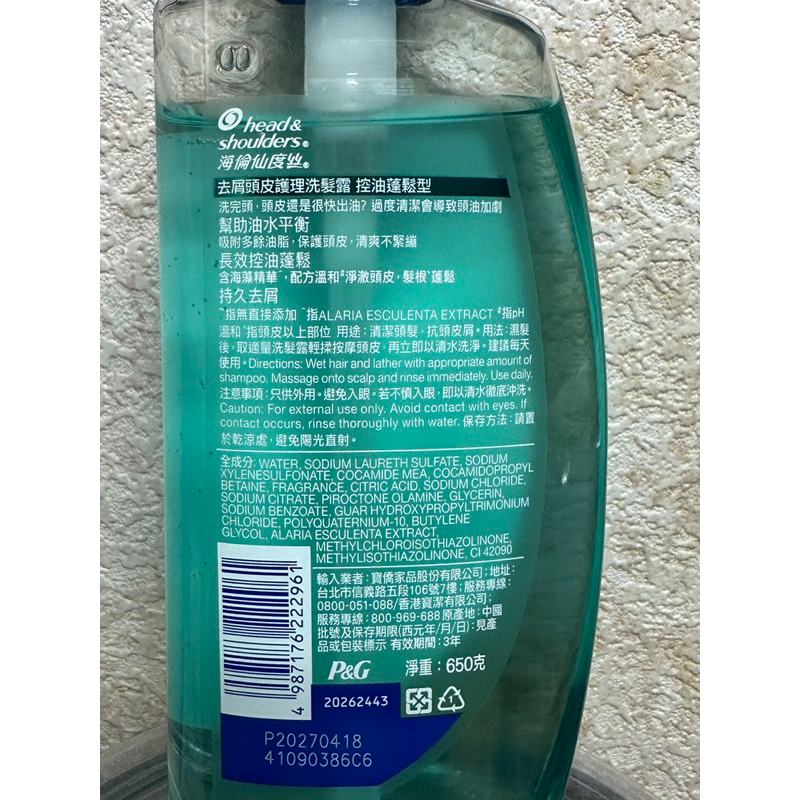 head &
shoulders®
海倫仙度絲®
去屑頭皮護理洗髮露 控油蓬鬆型
洗完頭，頭皮還是很快出油? 過度清潔會導致頭油加劇
幫助油水平衡
吸附多餘油脂，保護頭皮，清爽不緊繃
長效控油蓬鬆
含海藻精華，配方溫和#淨澈頭皮，髮根蓬鬆
持久去屑
指無直接添加 指ALARIA ESCULENTA EXTRACT #指pH
溫和 指頭皮以上部位 用途：清潔頭髮，抗頭皮屑。用法：濕髮
後，取適量洗髮露輕揉按摩頭皮，再立即以清水洗淨。建議每天
使用。Directions: Wet hair and lather with appropriate amount of
shampoo. Massage onto scalp and rinse immediately. Use daily.
注意事項：只供外用。避免入眼。若不慎入眼，即以清水徹底沖洗。
Caution: For external use only. Avoid contact with eyes. If
contact occurs, rinse thoroughly with water. 保存方法：請置
於乾涼處，避免陽光直射。
全成分: WATER, SODIUM LAURETH SULFATE, SODIUM
XYLENESULFONATE, COCAMIDE MEA, COCAMIDOPROPYL
BETAINE, FRAGRANCE, CITRIC ACID, SODIUM CHLORIDE,
SODIUM CITRATE, PIROCTONE OLAMINE, GLYCERIN,
SODIUM BENZOATE, GUAR HYDROXYPROPYLTRIMONIUM
CHLORIDE, POLYQUATERNIUM-10, BUTYLENE
GLYCOL, ALARIA ESCULENTA EXTRACT,
METHYLCHLOROISOTHIAZOLINONE,
METHYLISOTHIAZOLINONE, CI 42090
輸入業者：寶僑家品股份有限公司；地址：
台北市信義路五段106號7樓；服務專線：
0800-051-088/香港寶潔有限公司；
服務專線：800-969-688 原產地：中國
批號及保存期限(西元年/月/日)：見產
品或包裝標示 有效期間：3年
4 987176 222961
P&G 淨重：650克
20262443
1
P20270418
41090386C6